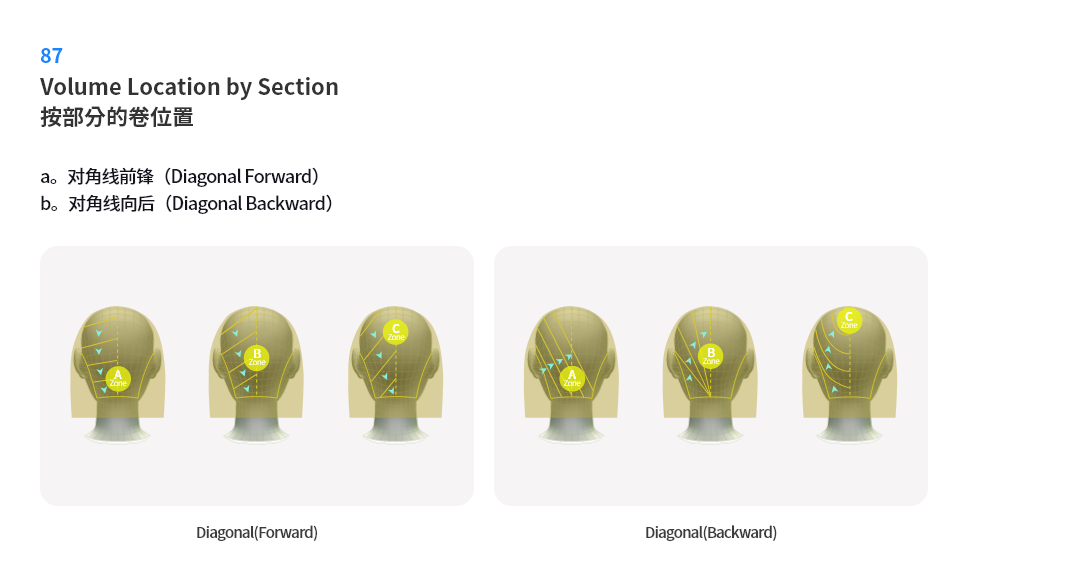 87
Volume Location by Section
按部分的卷位置
a。对角线前锋（Diagonal Forward）
b。对角线向后（Diagonal Backward）
A
Zone
B
Zone
C
Zone
A
Zone
B
Zone
C
Zone
Diagonal(Forward)
Diagonal(Backward)